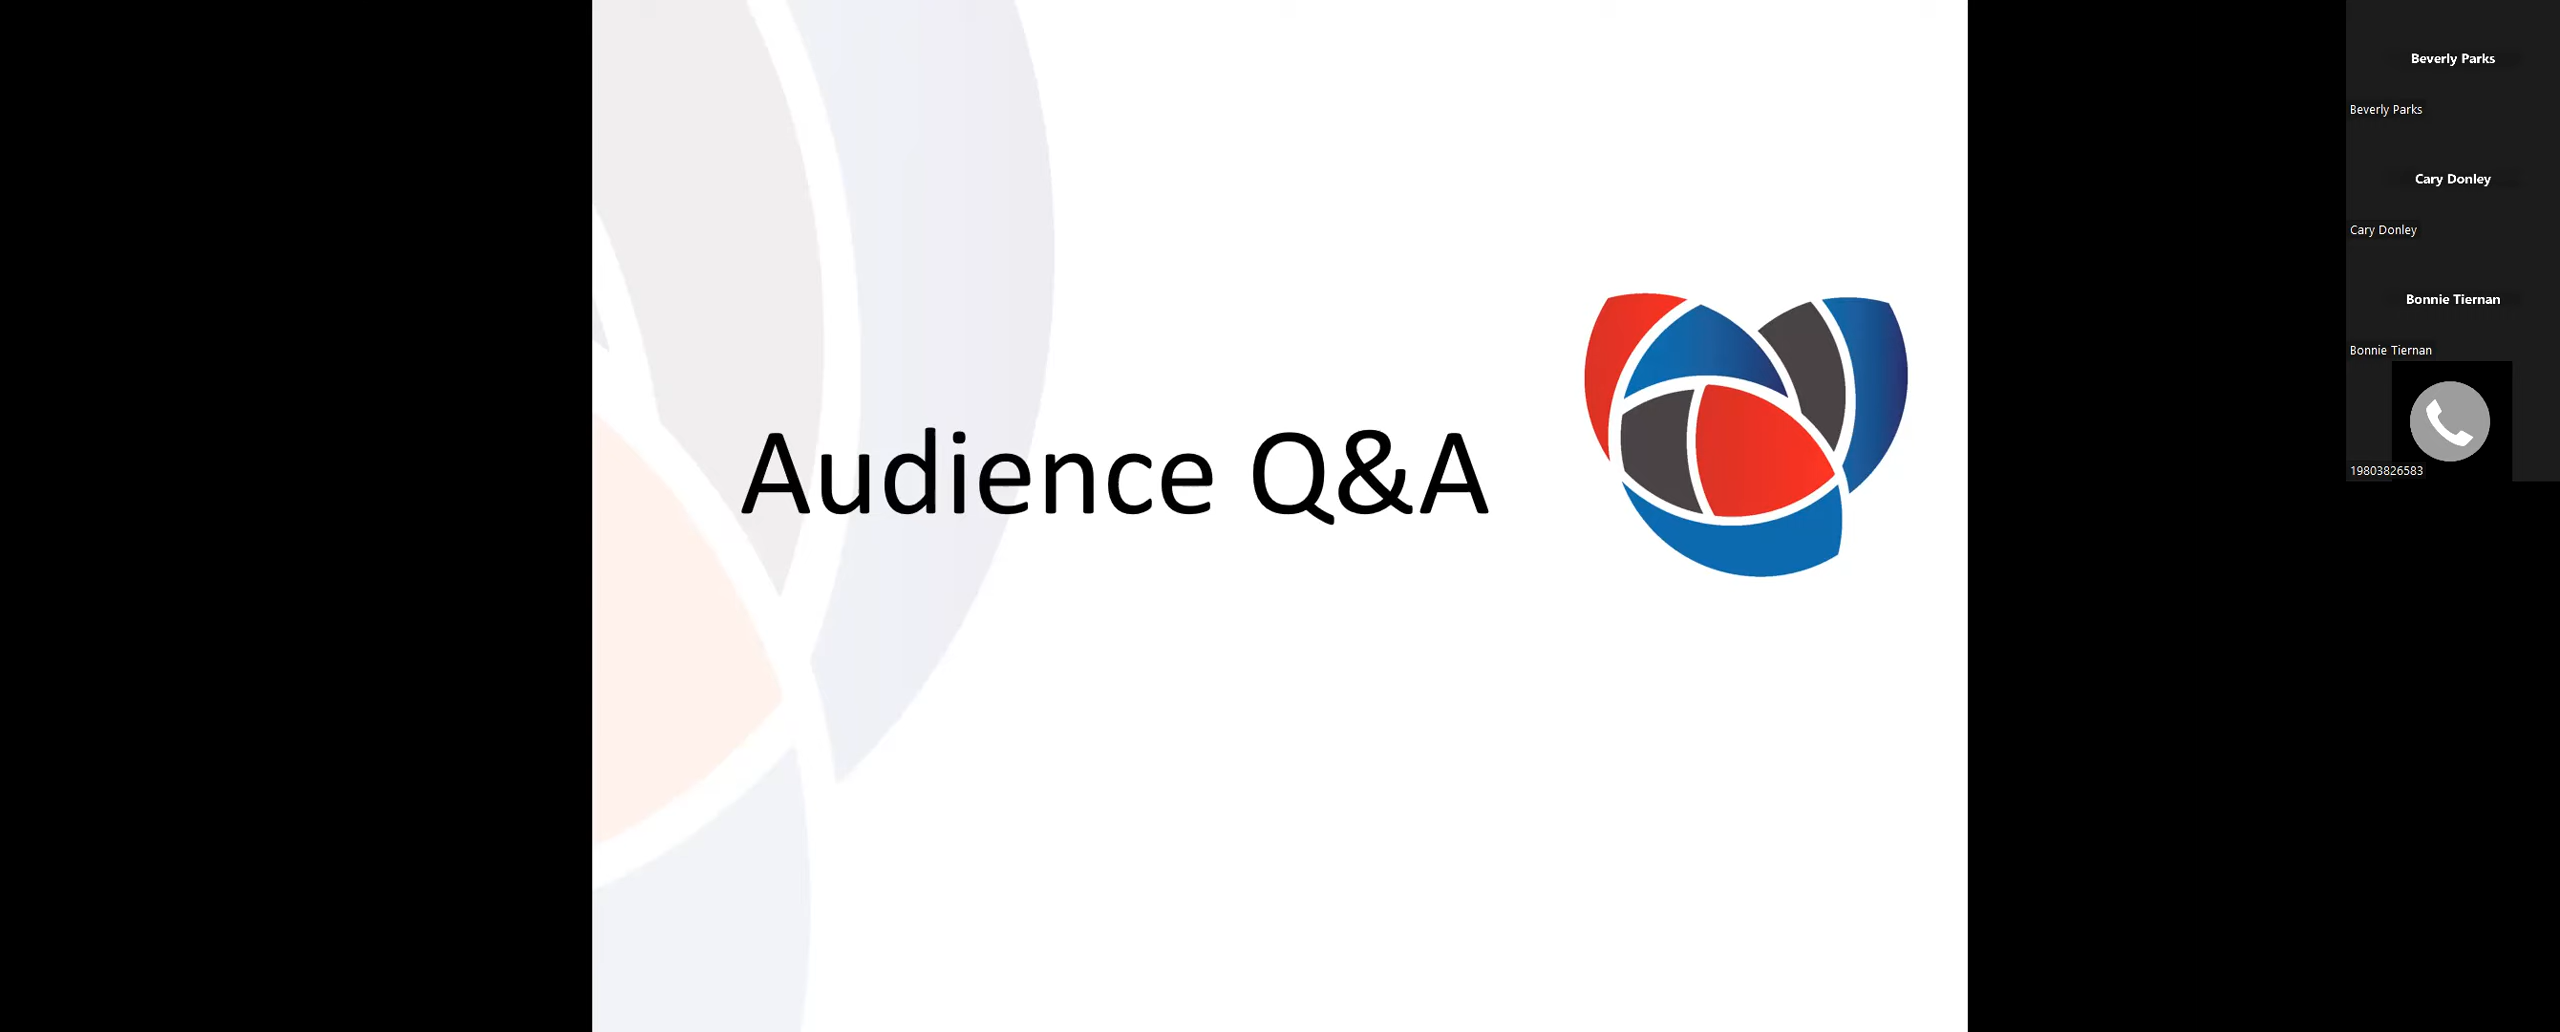 Audience Q&A
Beverly Parks
Beverly Parks
Cary Donley
Cary Donley
Bonnie Tiernan
Bonnie Tiernan
19803826583